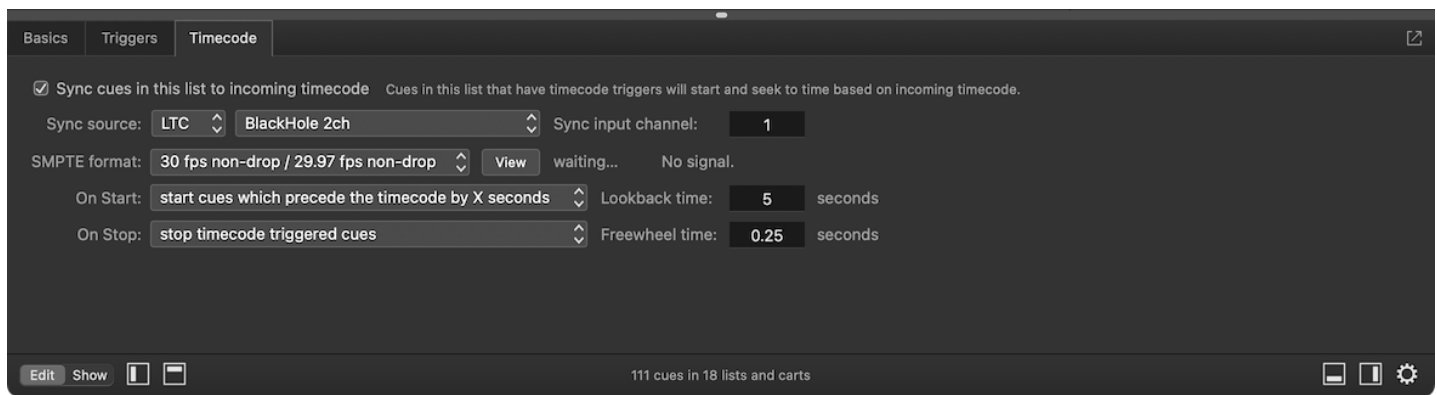 Basics Triggers Timecode
Sync cues in this list to incoming timecode Cues in this list that have timecode triggers will start and seek to time based on incoming timecode.
Sync source: LTC BlackHole 2ch Sync input channel: 1
SMPTE format: 30 fps non-drop / 29.97 fps non-drop View waiting... No signal.
On Start: start cues which precede the timecode by X seconds Lookback time: 5 seconds
On Stop: stop timecode triggered cues Freewheel time: 0.25 seconds
Edit Show 111 cues in 18 lists and carts